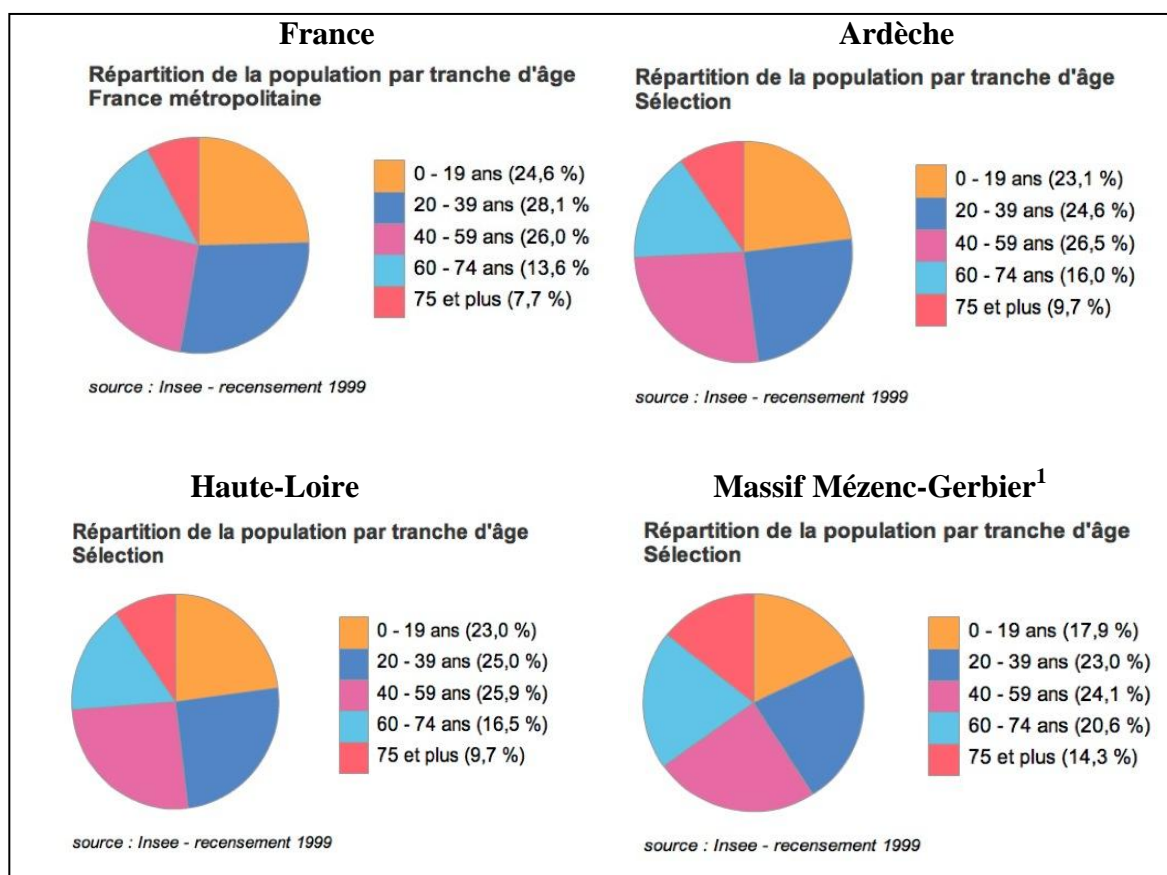 France
Répartition de la population par tranche d'âge
France métropolitaine
0 - 19 ans (24,6 %)
20 - 39 ans (28,1 %
40 - 59 ans (26,0 %
60 - 74 ans (13,6 %
75 et plus (7,7 %)
source : Insee - recensement 1999
Ardèche
Répartition de la population par tranche d'âge
Sélection
0 - 19 ans (23,1 %)
20 - 39 ans (24,6 %)
40 - 59 ans (26,5 %)
60 - 74 ans (16,0 %)
75 et plus (9,7 %)
source : Insee - recensement 1999
Haute-Loire
Répartition de la population par tranche d'âge
Sélection
0 - 19 ans (23,0 %)
20 - 39 ans (25,0 %)
40 - 59 ans (25,9 %)
60 - 74 ans (16,5 %)
75 et plus (9,7 %)
source : Insee - recensement 1999
Massif Mézenc-Gerbier1
Répartition de la population par tranche d'âge
Sélection
0 - 19 ans (17,9 %)
20 - 39 ans (23,0 %)
40 - 59 ans (24,1 %)
60 - 74 ans (20,6 %)
75 et plus (14,3 %)
source : Insee - recensement 1999